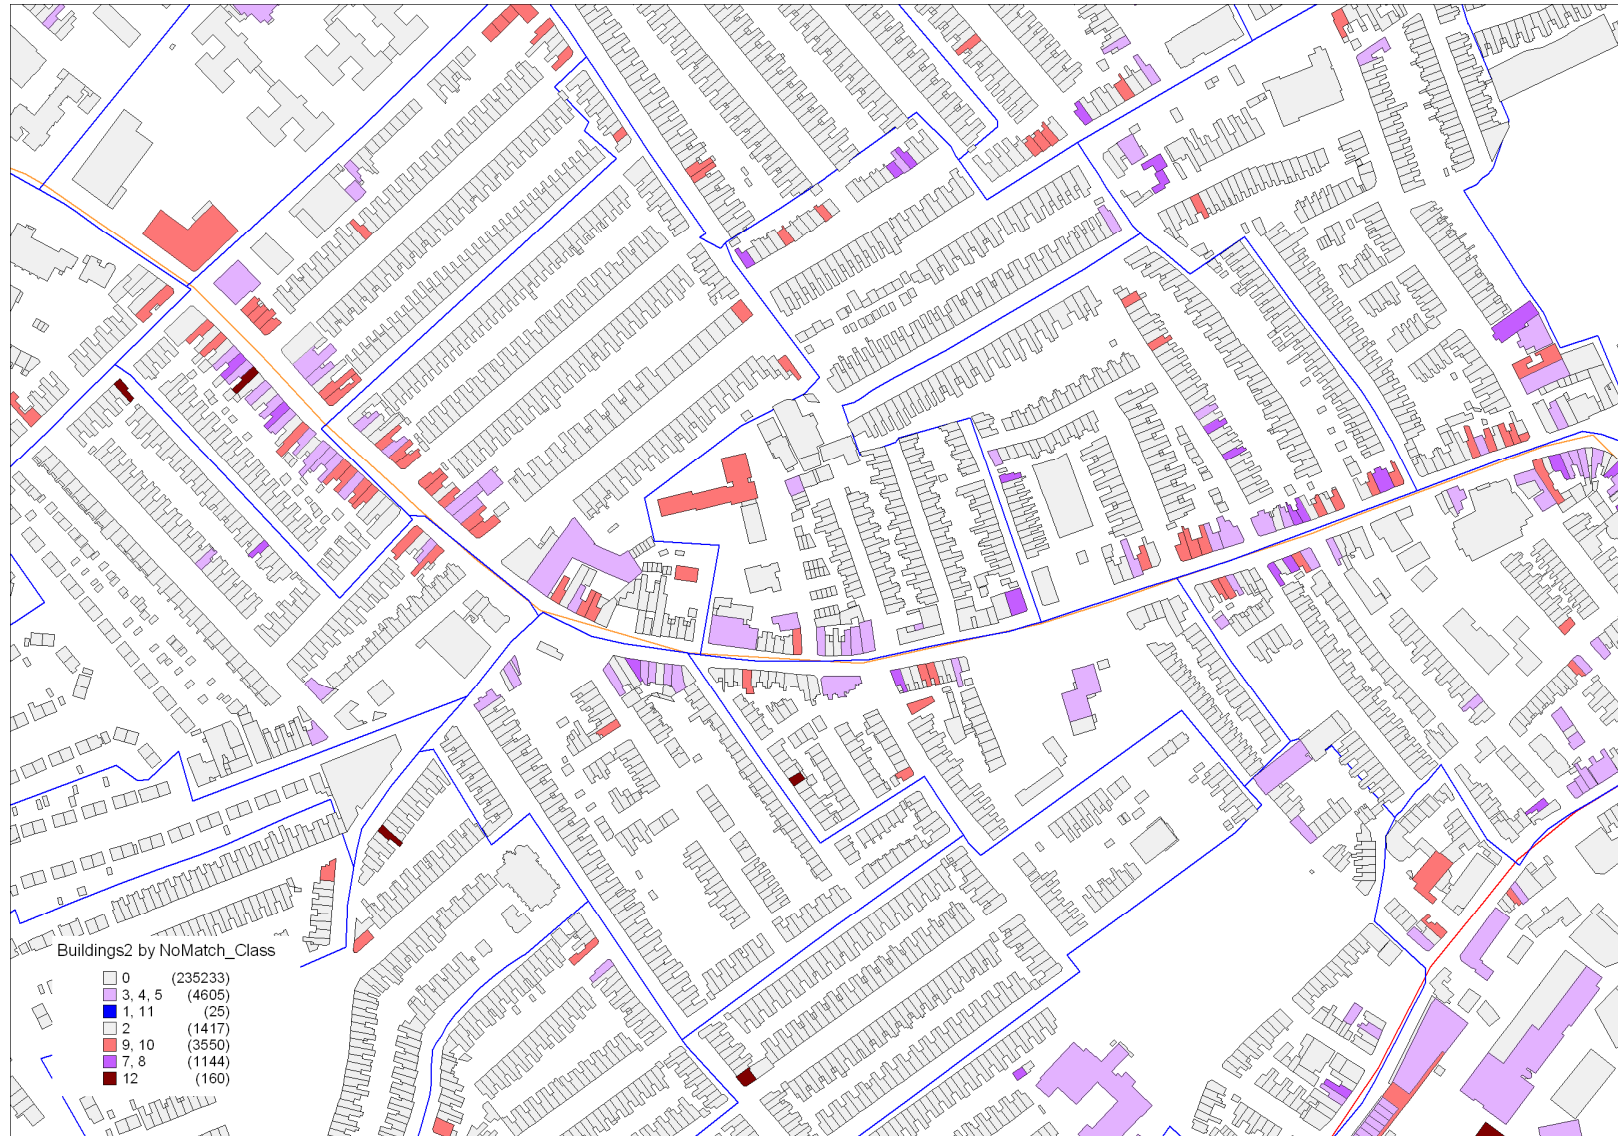 Buildings2 by NoMatch_Class
0 (235233)
3, 4, 5 (4605)
1, 11 (25)
2 (1417)
9, 10 (3550)
7, 8 (1144)
12 (160)